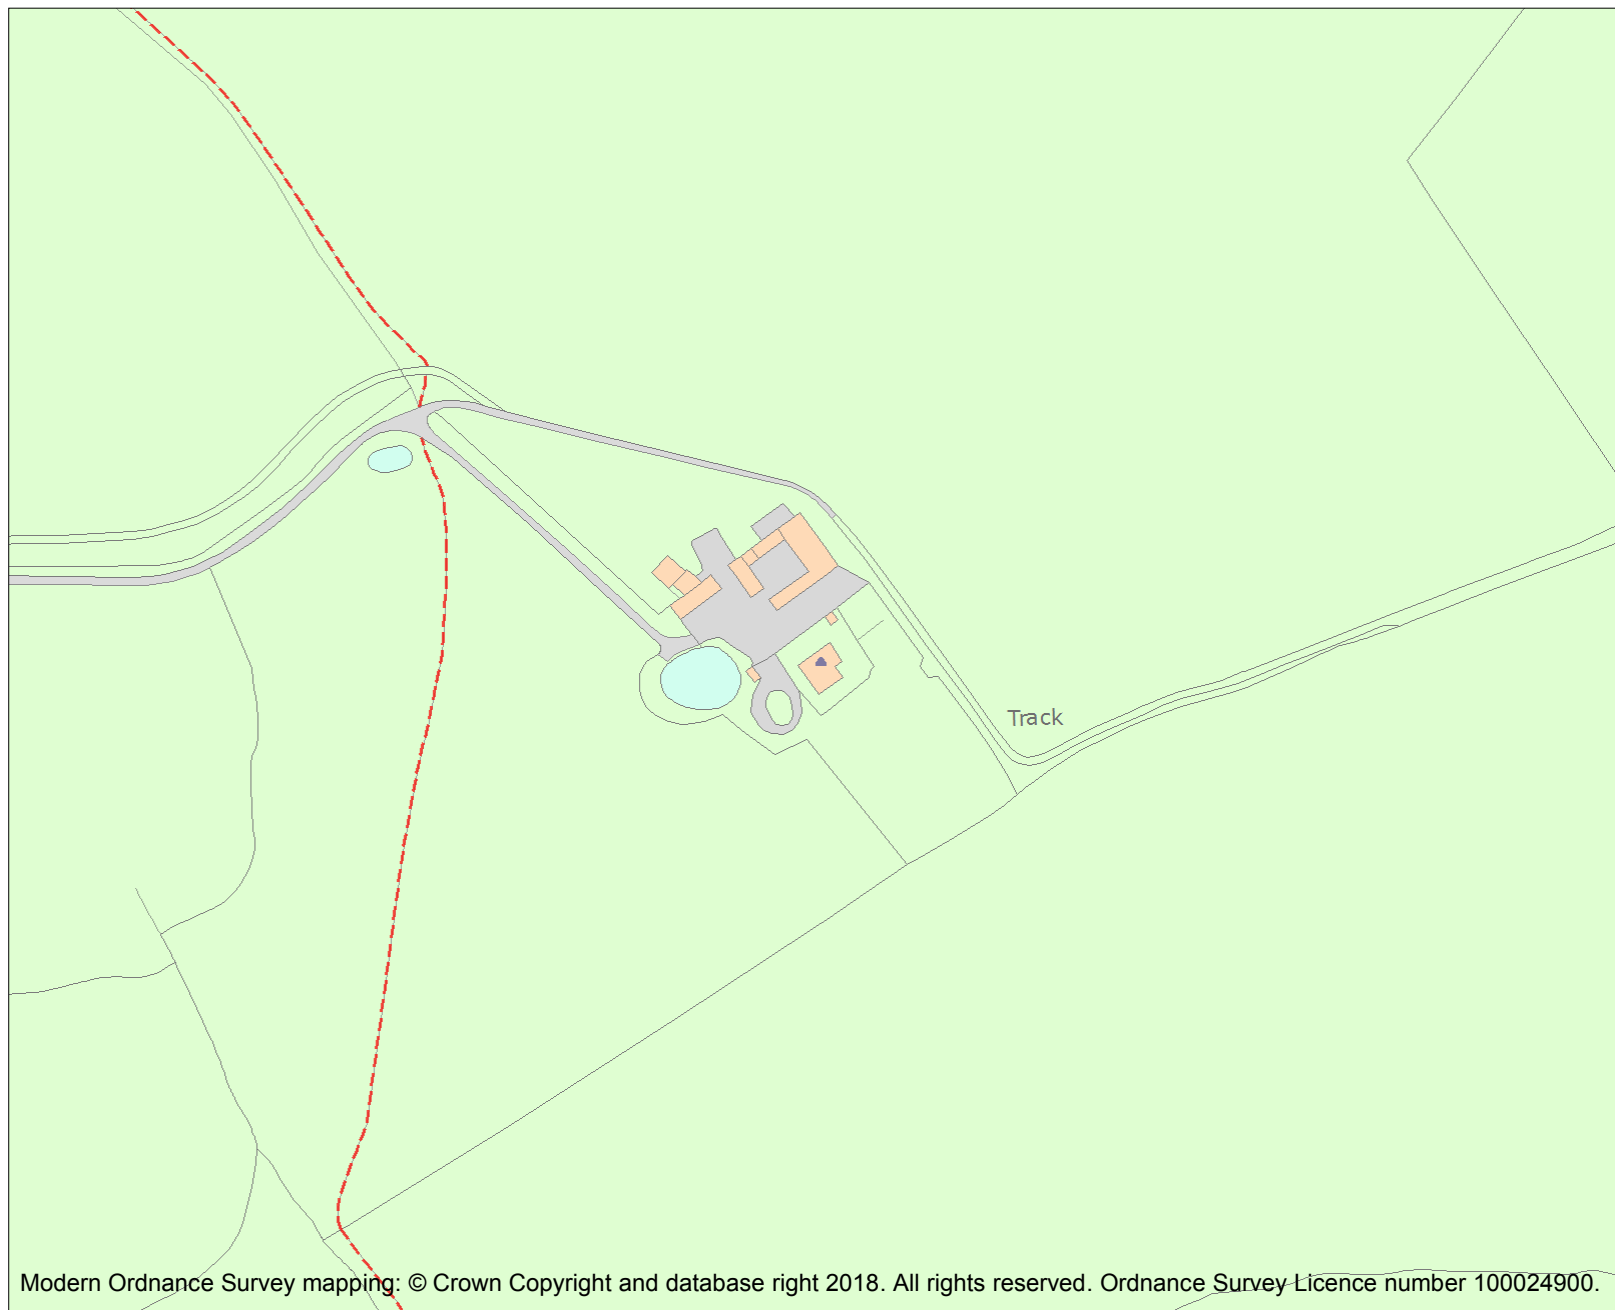 Track
Modern Ordnance Survey mapping: © Crown Copyright and database right 2018. All rights reserved. Ordnance Survey Licence number 100024900.